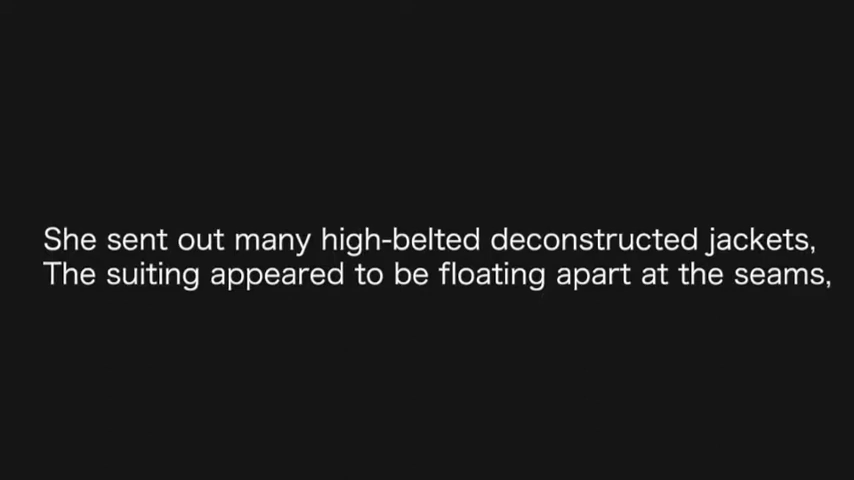 She sent out many high-belted deconstructed jackets,
The suiting appeared to be floating apart at the seams,